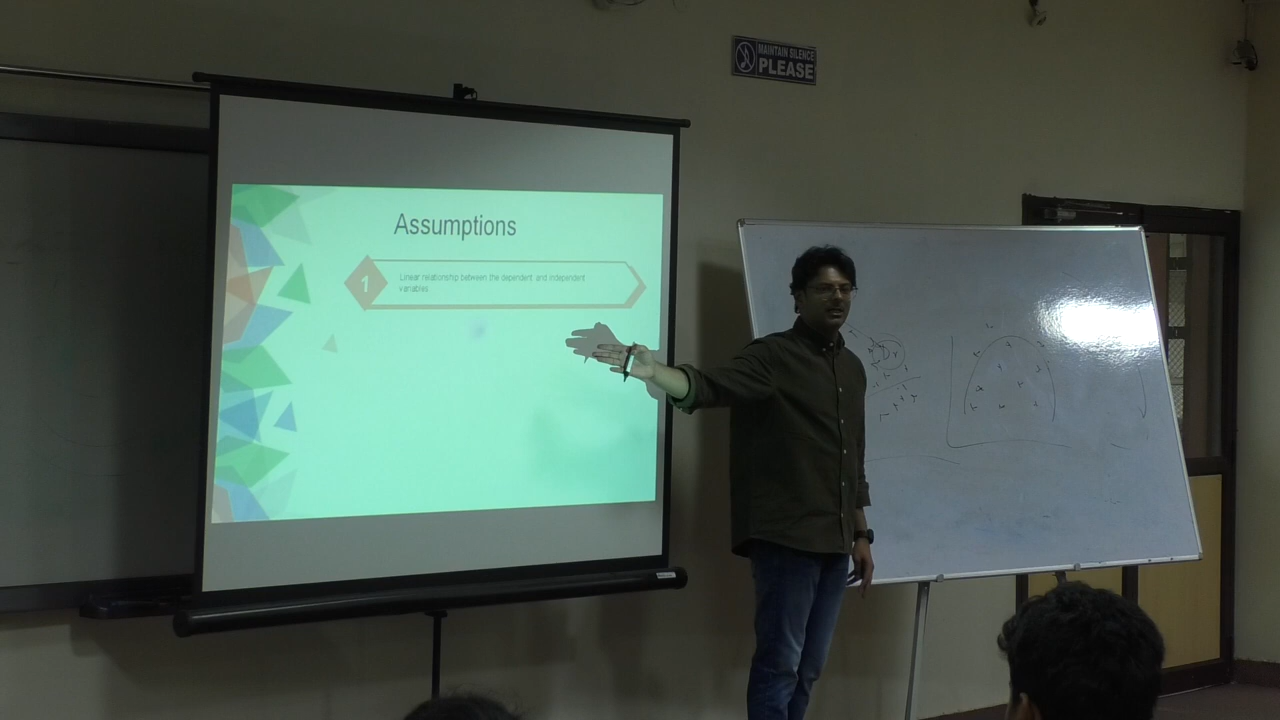 MAINTAIN SILENCE
PLEASE
Assumptions
1
Linear relationship between the dependent and independent
variables